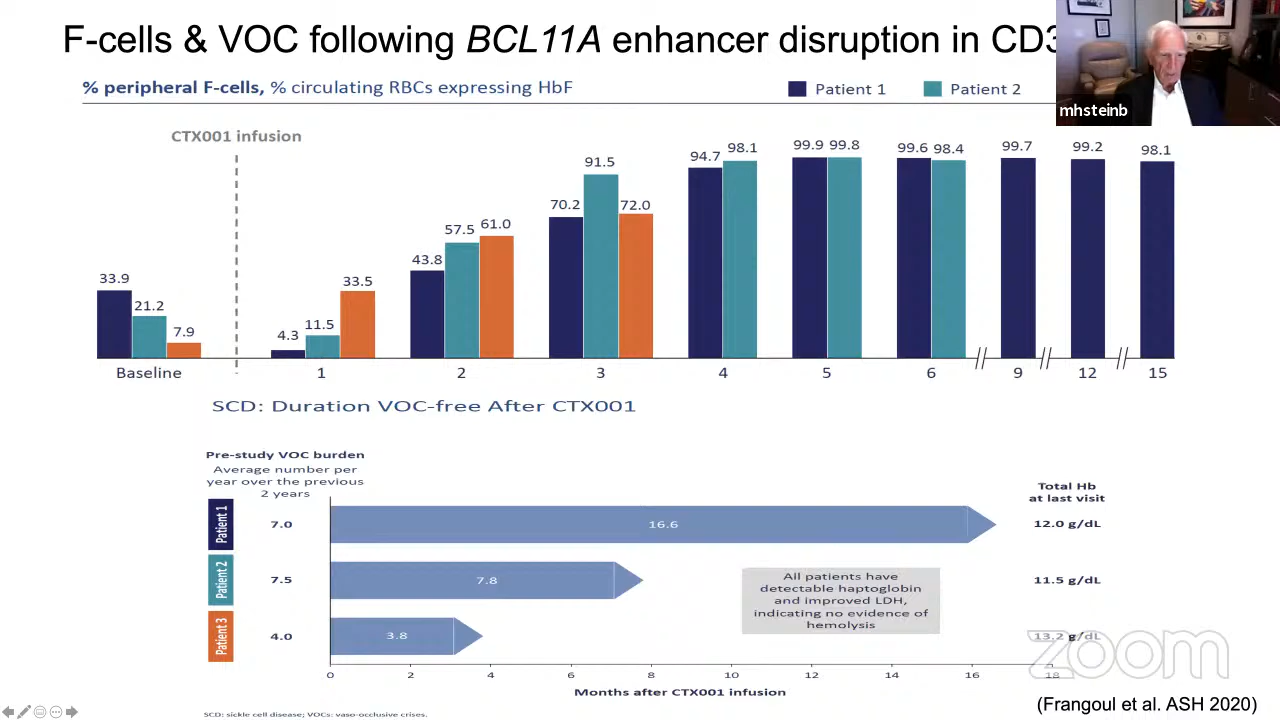 F-cells & VOC following BCL11A enhancer disruption in CD3
mhsteinb
% peripheral F-cells, % circulating RBCs expressing HbF
Patient 1
Patient 2
CTX001 infusion
33.9
21.2
7.9
4.3
11.5
33.5
43.8
57.5
61.0
70.2
91.5
72.0
94.7
98.1
99.9
99.8
99.6
98.4
99.7
99.2
98.1
Baseline
1
2
3
4
5
6
9
12
15
SCD: Duration VOC-free After CTX001
Pre-study VOC burden
Average number per
year over the previous
2 years
Total Hb
at last visit
Patient 1
7.0
16.6
12.0 g/dL
Patient 2
7.5
7.8
11.5 g/dL
All patients have
detectable haptoglobin
and improved LDH,
indicating no evidence of
hemolysis
Patient 3
4.0
3.8
13.2 g/dL
zoom
0
2
4
6
8
10
12
14
16
18
Months after CTX001 infusion
(Frangoul et al. ASH 2020)
SCD: sickle cell disease; VOCs: vaso-occlusive crises.